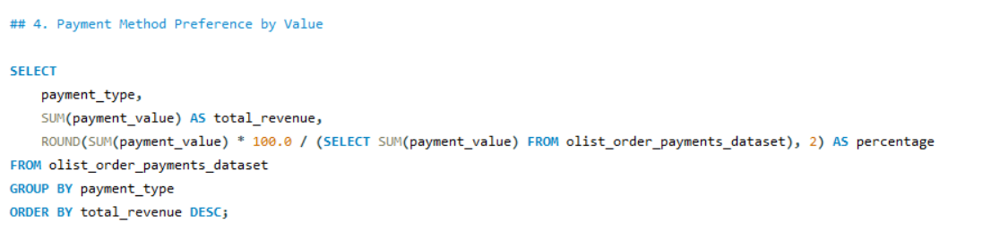 ## 4. Payment Method Preference by Value
SELECT
    payment_type,
    SUM(payment_value) AS total_revenue,
    ROUND(SUM(payment_value) * 100.0 / (SELECT SUM(payment_value) FROM olist_order_payments_dataset), 2) AS percentage
FROM olist_order_payments_dataset
GROUP BY payment_type
ORDER BY total_revenue DESC;